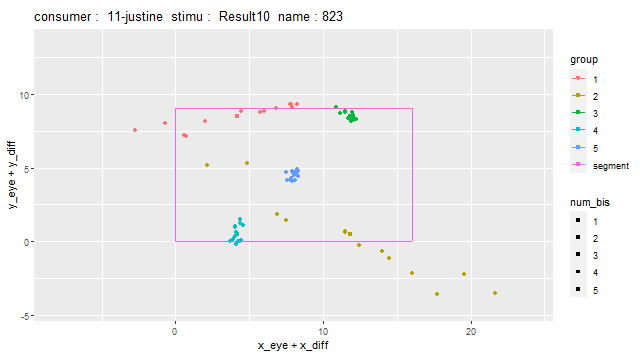 consumer :  11-justine  stimu :  Result10  name : 823
10
5
0
-5
y_eye + y_diff
0
10
20
x_eye + x_diff
group
1
2
3
4
5
segment
num_bis
1
2
3
4
5